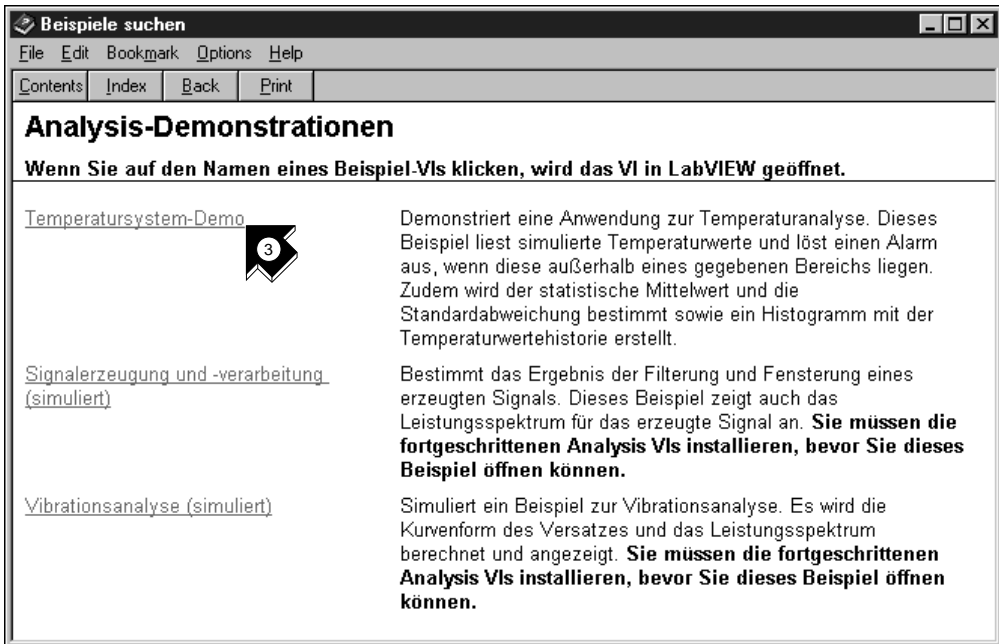 Beispiele suchen
File Edit Bookmark Options Help
Contents Index Back Print
Analysis-Demonstrationen
Wenn Sie auf den Namen eines Beispiel-VIs klicken, wird das VI in LabVIEW geöffnet.
Temperatursystem-Demo
3
Demonstriert eine Anwendung zur Temperaturanalyse. Dieses
Beispiel liest simulierte Temperaturwerte und löst einen Alarm
aus, wenn diese außerhalb eines gegebenen Bereichs liegen.
Zudem wird der statistische Mittelwert und die
Standardabweichung bestimmt sowie ein Histogramm mit der
Temperaturwertehistorie erstellt.
Signalerzeugung und -verarbeitung
(simuliert)
Bestimmt das Ergebnis der Filterung und Fensterung eines
erzeugten Signals. Dieses Beispiel zeigt auch das
Leistungsspektrum für das erzeugte Signal an. Sie müssen die
fortgeschrittenen Analysis VIs installieren, bevor Sie dieses
Beispiel öffnen können.
Vibrationsanalyse (simuliert)
Simuliert ein Beispiel zur Vibrationsanalyse. Es wird die
Kurvenform des Versatzes und das Leistungsspektrum
berechnet und angezeigt. Sie müssen die fortgeschrittenen
Analysis VIs installieren, bevor Sie dieses Beispiel öffnen
können.